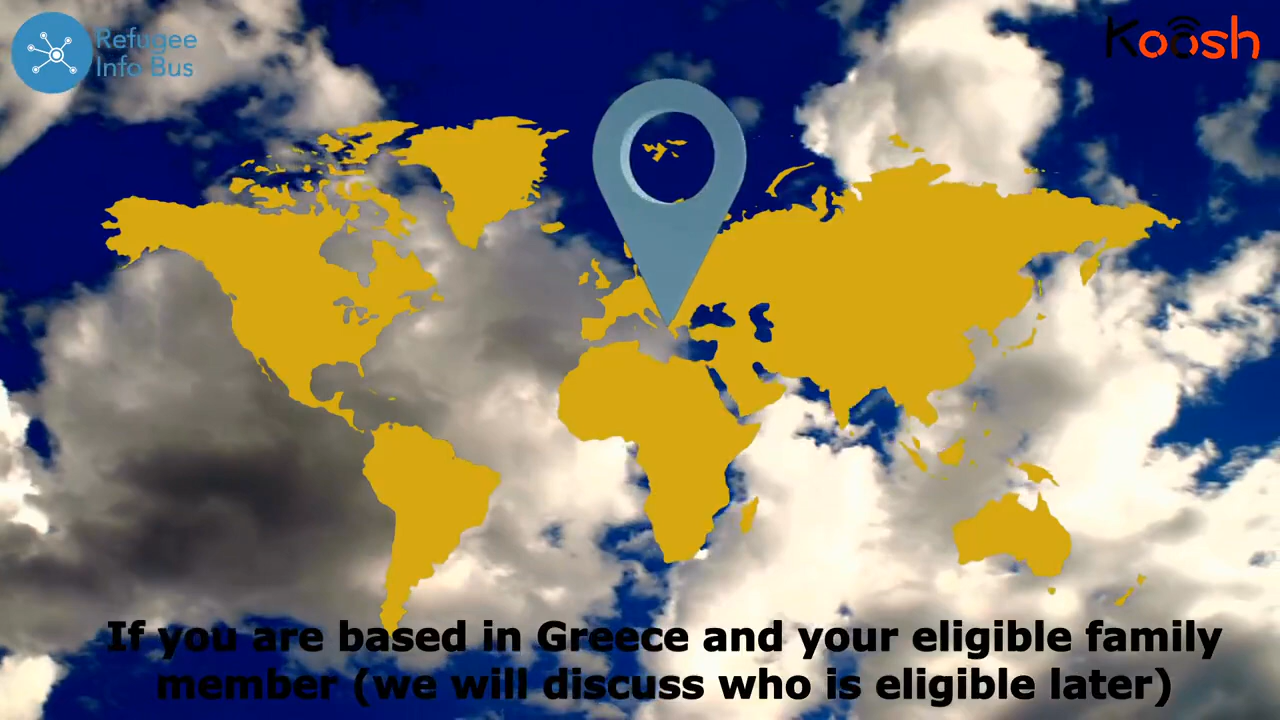 Refugee
Info Bus
Koosh
If you are based in Greece and your eligible family
member (we will discuss who is eligible later)